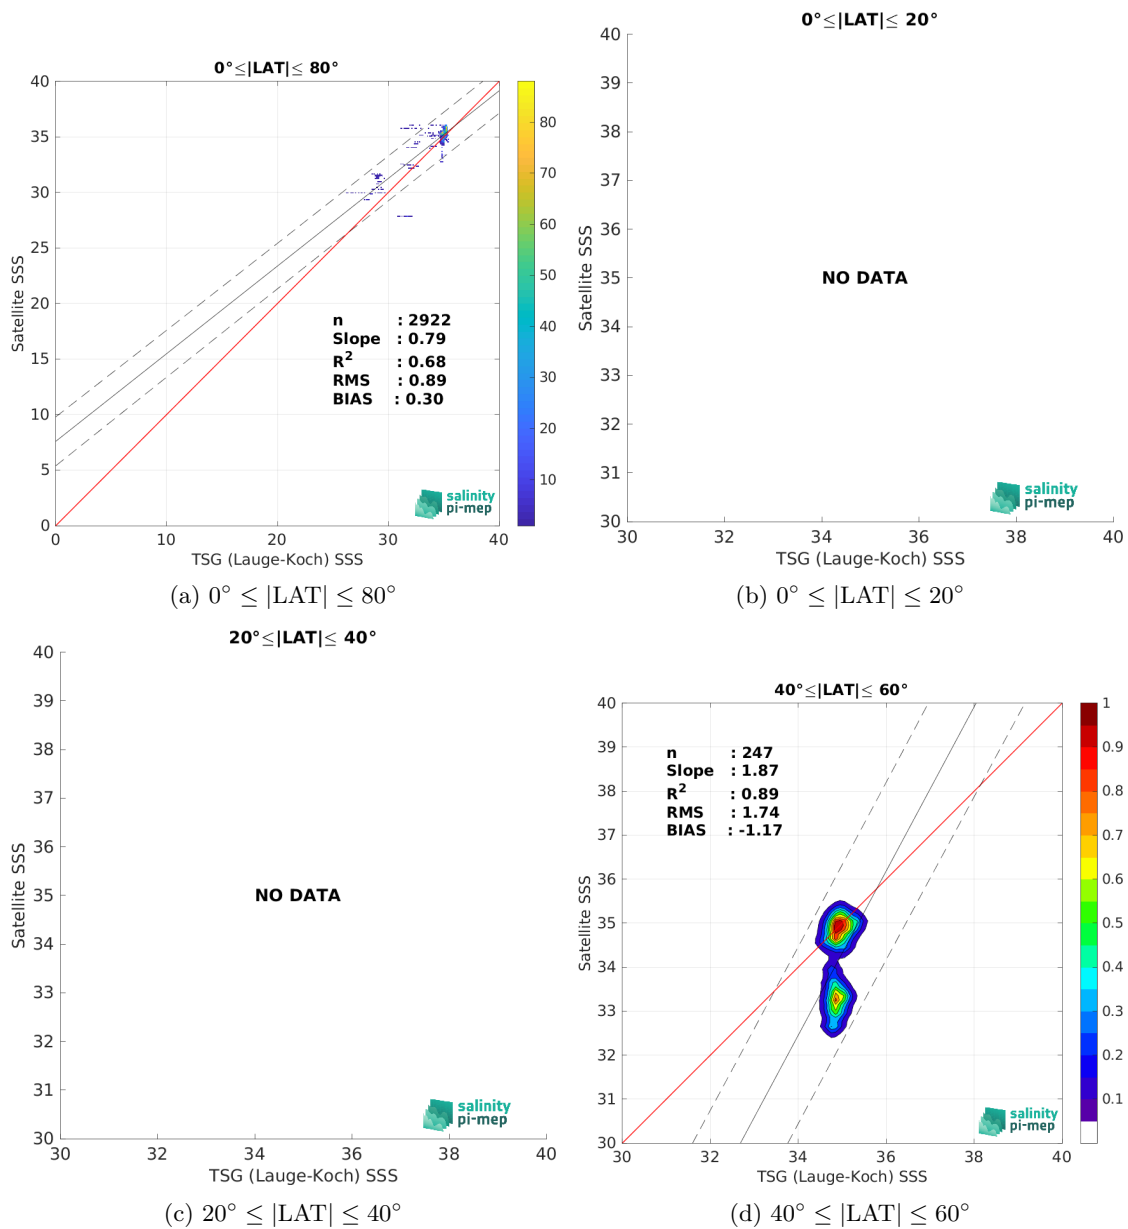 0°≤|LAT|≤ 80°
40
35
30
25
20
15
10
5
0
0
10
20
30
40
Satellite SSS
TSG (Lauge-Koch) SSS
n : 2922
Slope : 0.79
R² : 0.68
RMS : 0.89
BIAS : 0.30
salinity
pi-mep
80
70
60
50
40
30
20
10
(a) 0° ≤ |LAT| ≤ 80°
0°≤|LAT|≤ 20°
40
39
38
37
36
35
34
33
32
31
30
30
32
34
36
38
40
Satellite SSS
TSG (Lauge-Koch) SSS
NO DATA
salinity
pi-mep
(b) 0° ≤ |LAT| ≤ 20°
20°≤|LAT|≤ 40°
40
39
38
37
36
35
34
33
32
31
30
30
32
34
36
38
40
Satellite SSS
TSG (Lauge-Koch) SSS
NO DATA
salinity
pi-mep
(c) 20° ≤ |LAT| ≤ 40°
40°≤|LAT|≤ 60°
40
39
38
37
36
35
34
33
32
31
30
30
32
34
36
38
40
Satellite SSS
TSG (Lauge-Koch) SSS
n : 247
Slope : 1.87
R² : 0.89
RMS : 1.74
BIAS : -1.17
salinity
pi-mep
1
0.9
0.8
0.7
0.6
0.5
0.4
0.3
0.2
0.1
(d) 40° ≤ |LAT| ≤ 60°